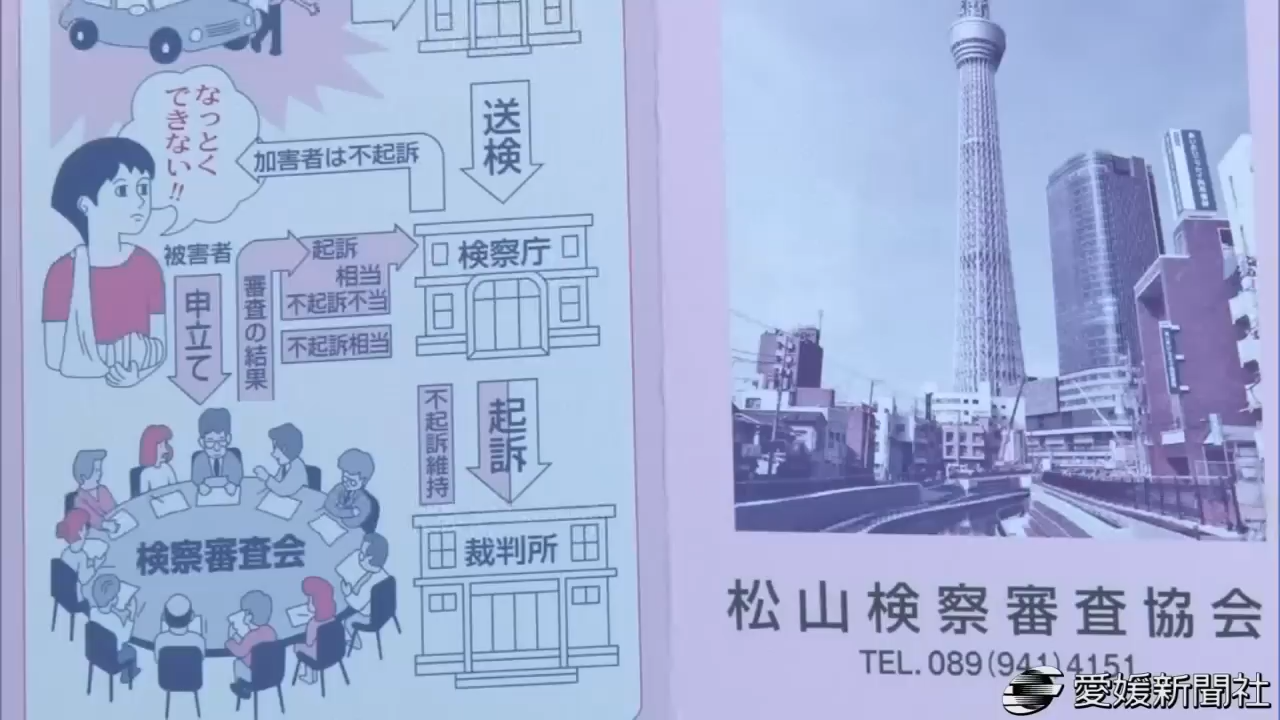 送検
なっとく
できない!!
加害者は不起訴
被害者
申立て
審査の結果
起訴
相当
不起訴不当
不起訴相当
検察庁
不起訴維持
起訴
裁判所
検察審査会
松山検察審査協会
TEL.089(941)4151
愛媛新聞社